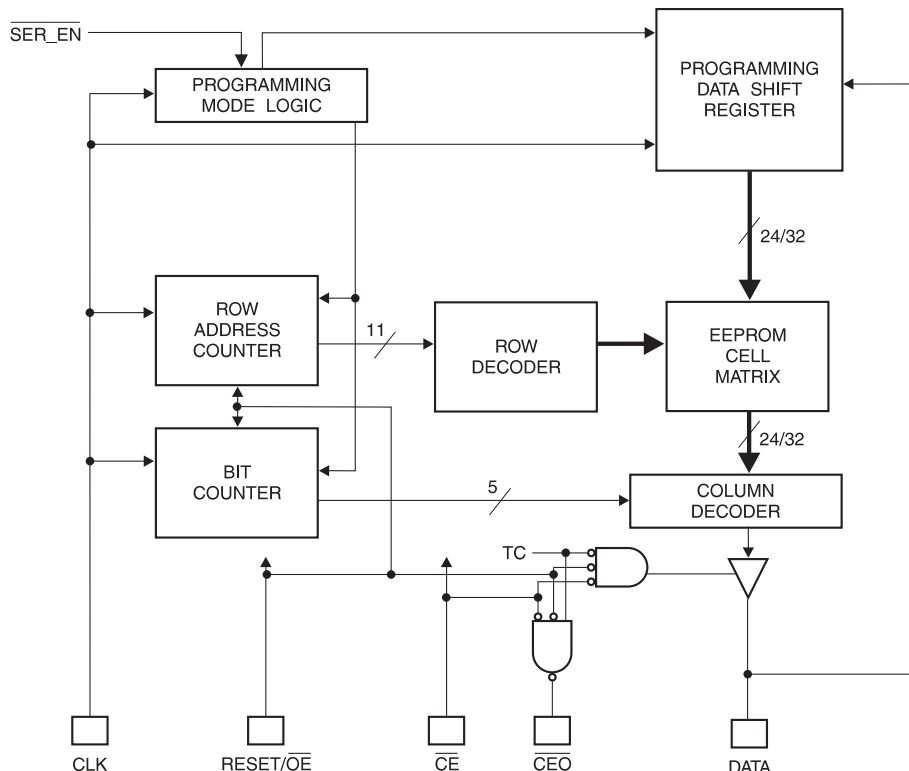 SER_EN
PROGRAMMING
MODE LOGIC
PROGRAMMING
DATA SHIFT
REGISTER
24/32
ROW
ADDRESS
COUNTER
11
ROW
DECODER
EEPROM
CELL
MATRIX
24/32
BIT
COUNTER
5
COLUMN
DECODER
TC
CLK
RESET/OE
CE
CEO
DATA